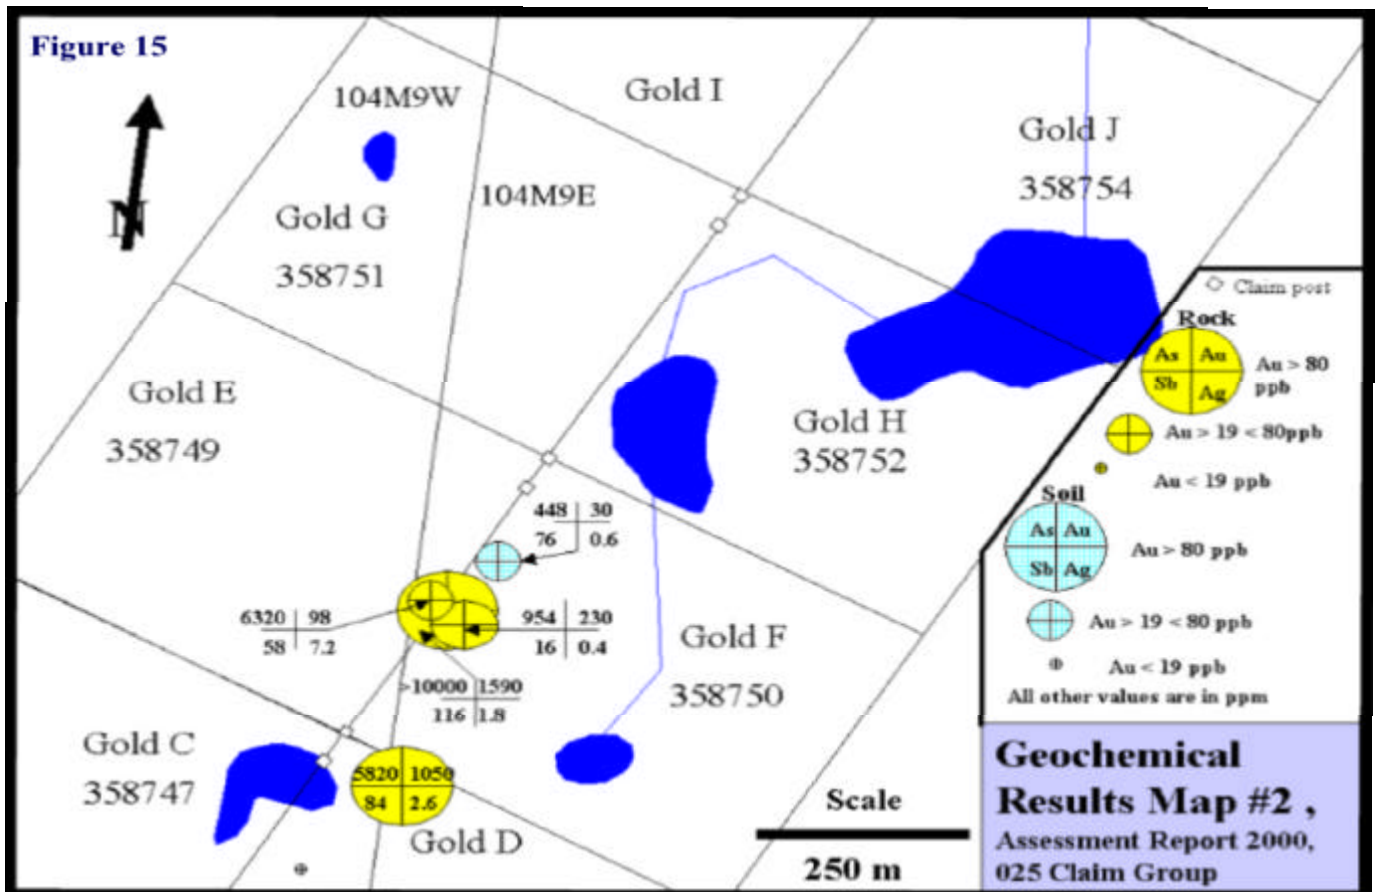 Figure 15
104M9W
Gold I
Gold J
358754
104M9E
Gold G
358751
N
Claim post
Rock
As Au
Sb Ag
Au > 80
ppb
Au > 19 < 80ppb
Au < 19 ppb
Soil
As Au
Sb Ag
Au > 80 ppb
Au > 19 < 80 ppb
Au < 19 ppb
All other values are in ppm
Gold E
358749
Gold H
358752
448 30
76 0.6
6320 98
58 7.2
954 230
16 0.4
>10000 1590
116 1.8
Gold F
358750
Gold C
358747
5820 1050
84 2.6
Gold D
Scale
250 m
Geochemical
Results Map #2 ,
Assessment Report 2000,
025 Claim Group